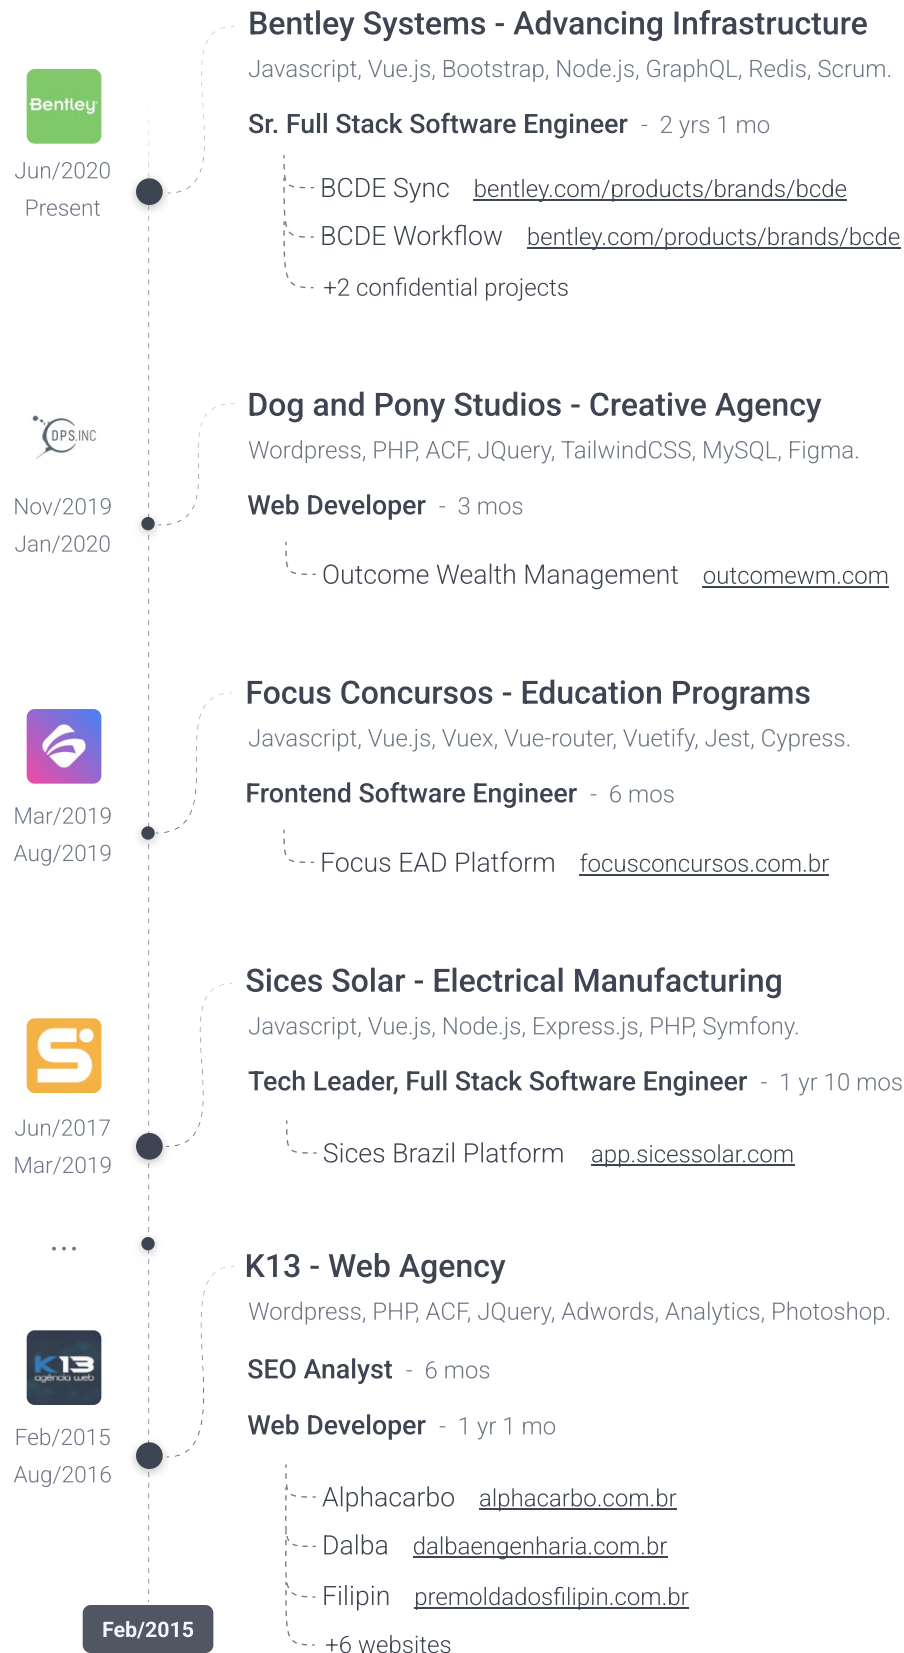 Bentley Systems - Advancing Infrastructure
Javascript, Vue.js, Bootstrap, Node.js, GraphQL, Redis, Scrum.
Bentley
Jun/2020
Present
Sr. Full Stack Software Engineer - 2 yrs 1 mo
BCDE Sync bentley.com/products/brands/bcde
BCDE Workflow bentley.com/products/brands/bcde
+2 confidential projects
Dog and Pony Studios - Creative Agency
Wordpress, PHP, ACF, JQuery, TailwindCSS, MySQL, Figma.
DPS.INC
Nov/2019
Jan/2020
Web Developer - 3 mos
Outcome Wealth Management outcomewm.com
Focus Concursos - Education Programs
Javascript, Vue.js, Vuex, Vue-router, Vuetify, Jest, Cypress.
Mar/2019
Aug/2019
Frontend Software Engineer - 6 mos
Focus EAD Platform focusconcursos.com.br
Sices Solar - Electrical Manufacturing
Javascript, Vue.js, Node.js, Express.js, PHP, Symfony.
S
Jun/2017
Mar/2019
Tech Leader, Full Stack Software Engineer - 1 yr 10 mos
Sices Brazil Platform app.sicessolar.com
...
K13 - Web Agency
Wordpress, PHP, ACF, JQuery, Adwords, Analytics, Photoshop.
K13
agência web
Feb/2015
Aug/2016
SEO Analyst - 6 mos
Web Developer - 1 yr 1 mo
Alphacarbo alphacarbo.com.br
Dalba dalbaengenharia.com.br
Filipin premoldadosfilipin.com.br
+6 websites
Feb/2015